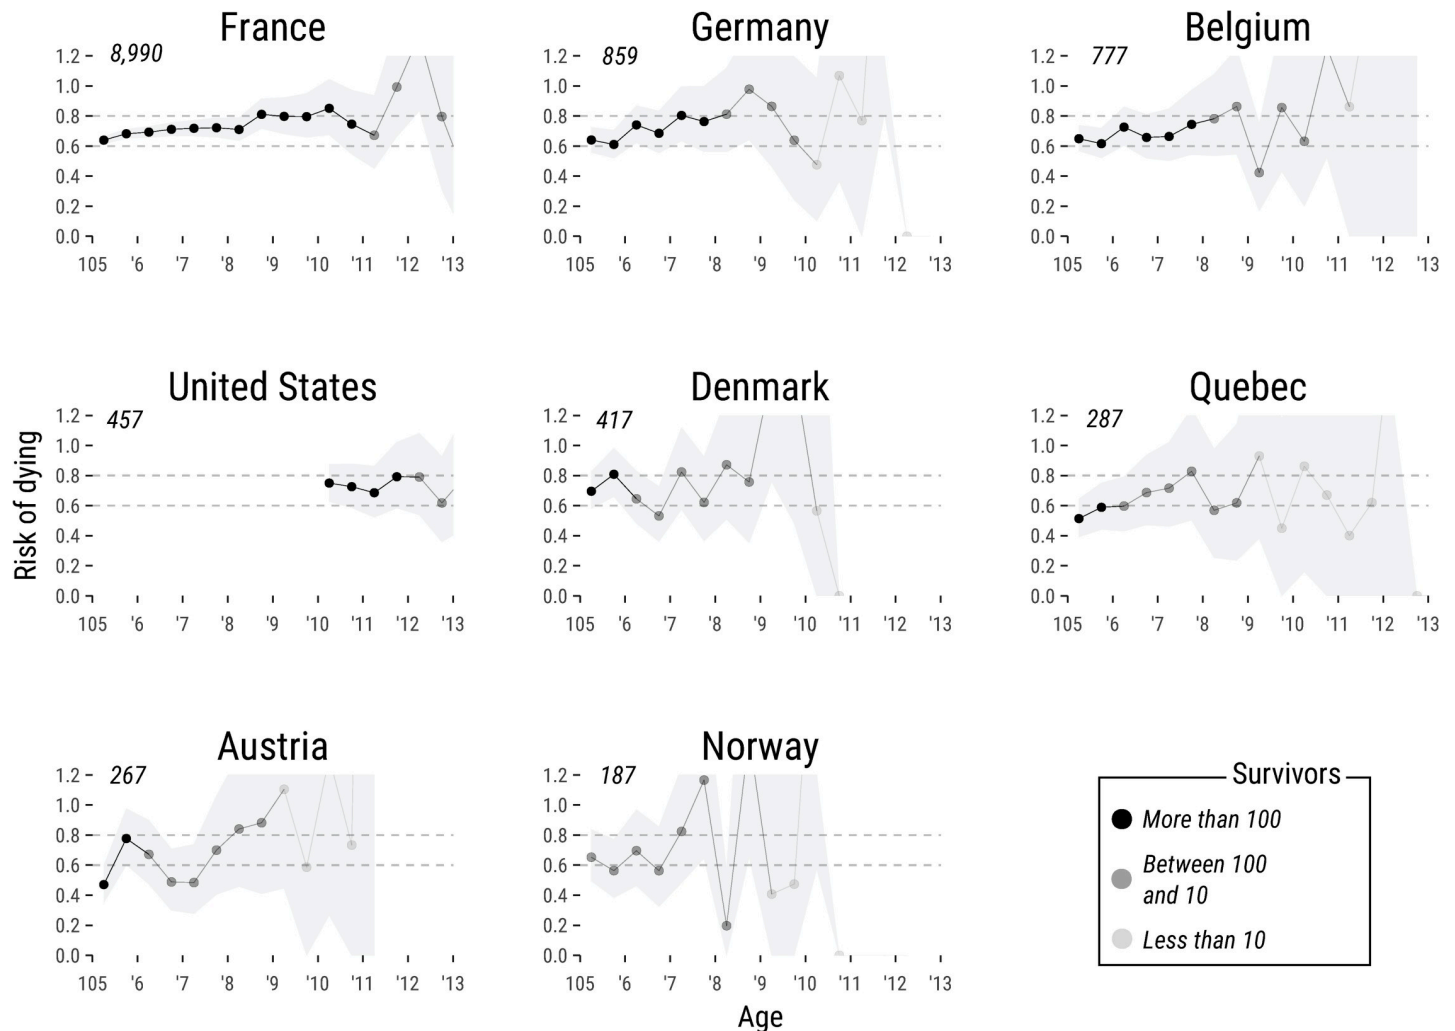 France
Germany
Belgium
8,990
859
777
1.2
1.0
0.8
0.6
0.4
0.2
0.0
105 '6 '7 '8 '9 '10 '11 '12 '13
1.2
1.0
0.8
0.6
0.4
0.2
0.0
105 '6 '7 '8 '9 '10 '11 '12 '13
1.2
1.0
0.8
0.6
0.4
0.2
0.0
105 '6 '7 '8 '9 '10 '11 '12 '13
United States
Denmark
Quebec
457
417
287
Risk of dying
1.2
1.0
0.8
0.6
0.4
0.2
0.0
105 '6 '7 '8 '9 '10 '11 '12 '13
1.2
1.0
0.8
0.6
0.4
0.2
0.0
105 '6 '7 '8 '9 '10 '11 '12 '13
1.2
1.0
0.8
0.6
0.4
0.2
0.0
105 '6 '7 '8 '9 '10 '11 '12 '13
Austria
Norway
267
187
1.2
1.0
0.8
0.6
0.4
0.2
0.0
105 '6 '7 '8 '9 '10 '11 '12 '13
1.2
1.0
0.8
0.6
0.4
0.2
0.0
105 '6 '7 '8 '9 '10 '11 '12 '13
Age
Survivors
More than 100
Between 100
and 10
Less than 10